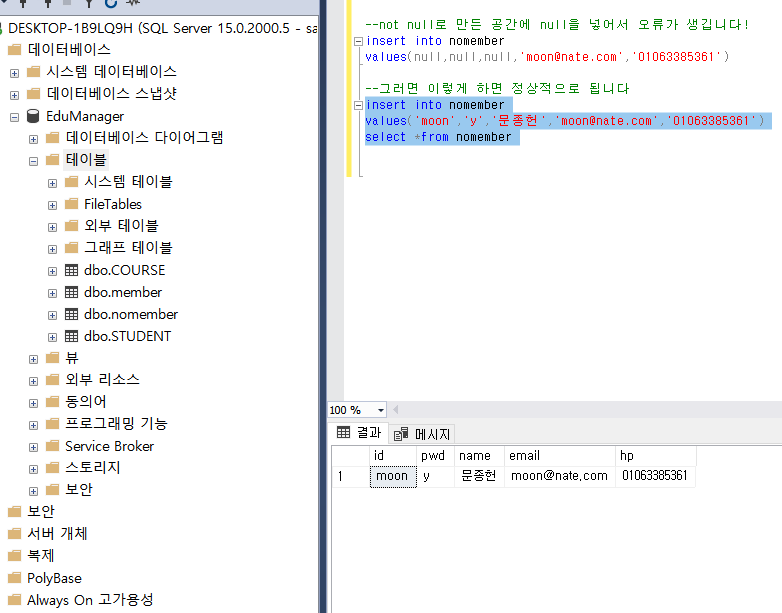 DESKTOP-1B9LQ9H (SQL Server 15.0.2000.5 - sa
데이터베이스
시스템 데이터베이스
데이터베이스 스냅샷
EduManager
데이터베이스 다이어그램
테이블
시스템 테이블
FileTables
외부 테이블
그래프 테이블
dbo.COURSE
dbo.member
dbo.nomember
dbo.STUDENT
뷰
외부 리소스
동의어
프로그래밍 기능
Service Broker
스토리지
보안
보안
서버 개체
복제
PolyBase
Always On 고가용성
--not null로 만든 공간에 null을 넣어서 오류가 생깁니다!
insert into nomember
values(null,null,null,'moon@nate.com','01063385361')
--그러면 이렇게 하면 정상적으로 됩니다
insert into nomember
values('moon','y','문종헌','moon@nate.com','01063385361')
select *from nomember
100 %
결과 메시지
id pwd name email hp
1 moon y 문종헌 moon@nate.com 01063385361